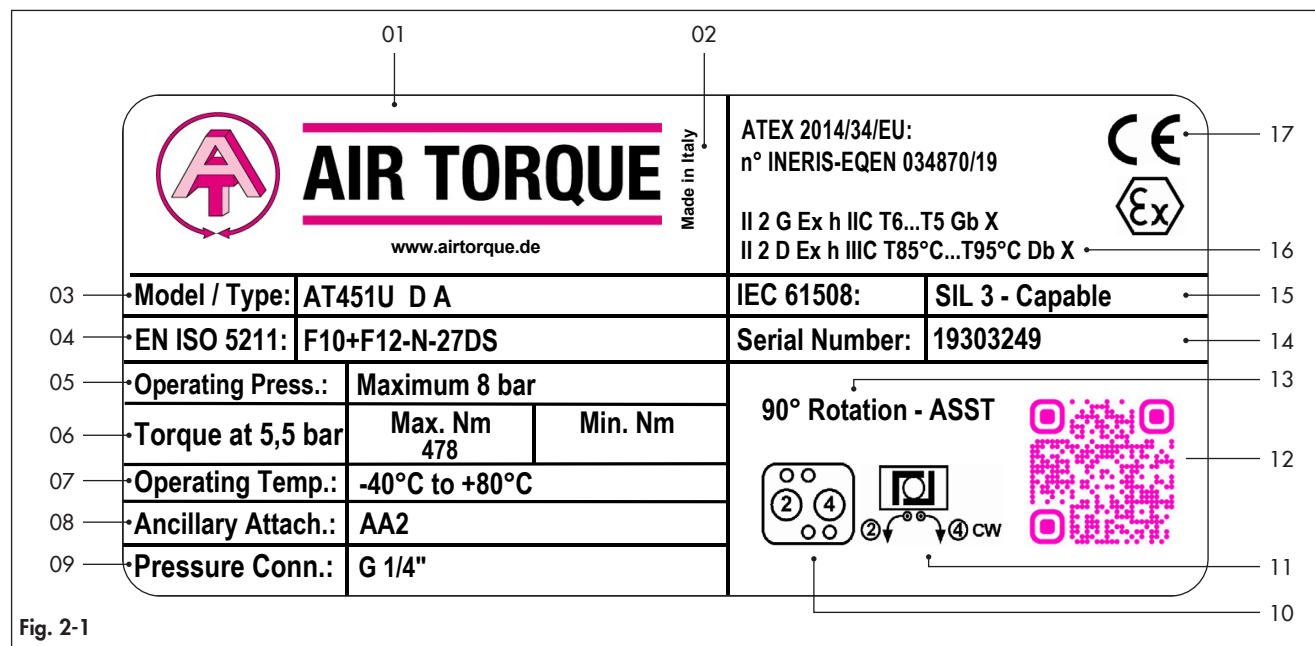 01
02
AT
AIR TORQUE
Made in Italy
www.airtorque.de
ATEX 2014/34/EU:
n° INERIS-EQEN 034870/19
II 2 G Ex h IIC T6...T5 Gb X
II 2 D Ex h IIIC T85°C...T95°C Db X
CE
Ex
17
16
03
Model / Type: AT451U D A
IEC 61508: SIL 3 - Capable
15
04
EN ISO 5211: F10+F12-N-27DS
Serial Number: 19303249
14
05
Operating Press.: Maximum 8 bar
06
Torque at 5,5 bar
Max. Nm
478
Min. Nm
07
Operating Temp.: -40°C to +80°C
08
Ancillary Attach.: AA2
09
Pressure Conn.: G 1/4"
13
90° Rotation - ASST
2 4
2 4 CW
12
11
10
Fig. 2-1